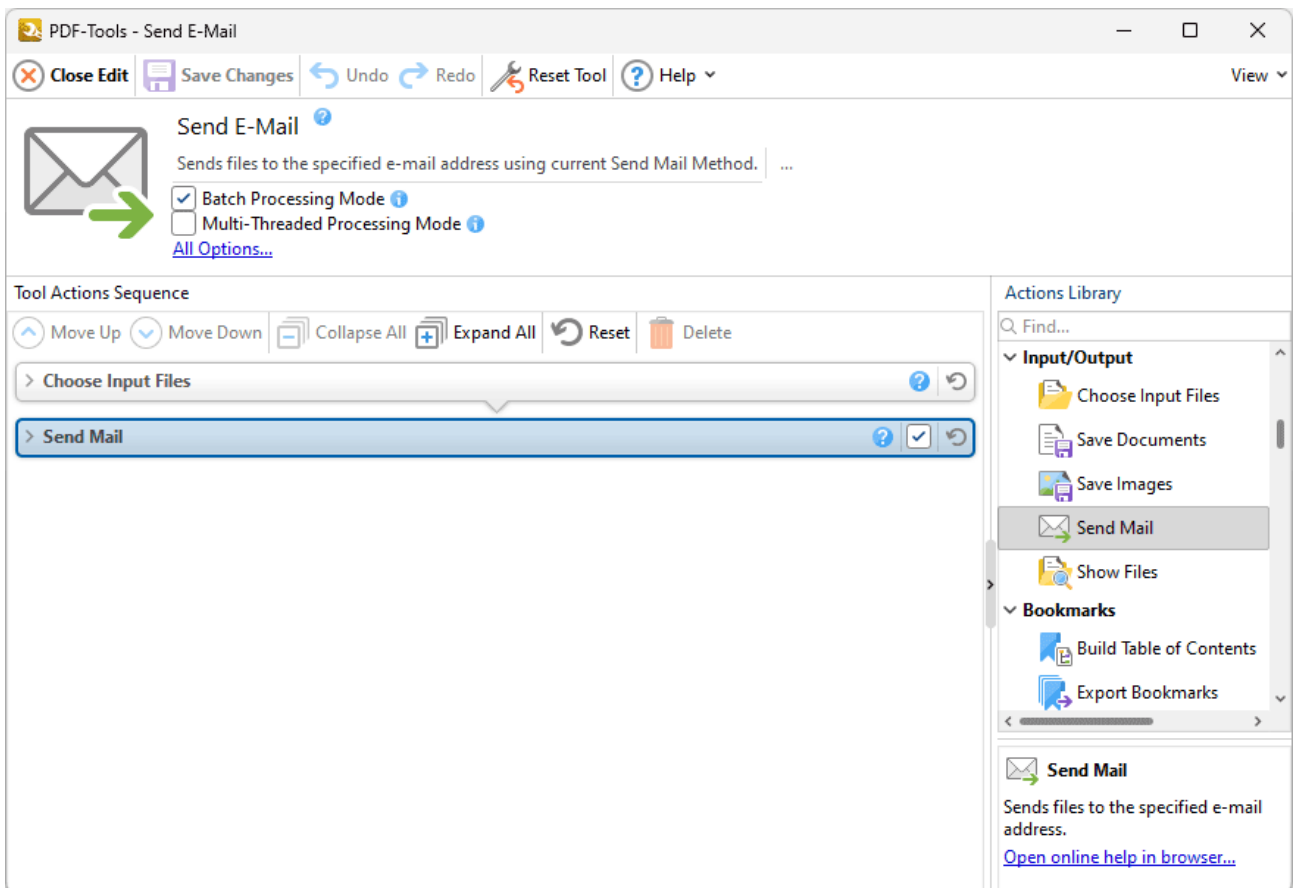 PDF-Tools - Send E-Mail
Close Edit Save Changes Undo Redo Reset Tool Help View
Send E-Mail
Sends files to the specified e-mail address using current Send Mail Method. ...
Batch Processing Mode
Multi-Threaded Processing Mode
All Options...
Tool Actions Sequence
Move Up Move Down Collapse All Expand All Reset Delete
Choose Input Files
Send Mail
Actions Library
Find...
Input/Output
Choose Input Files
Save Documents
Save Images
Send Mail
Show Files
Bookmarks
Build Table of Contents
Export Bookmarks
Send Mail
Sends files to the specified e-mail
address.
Open online help in browser...